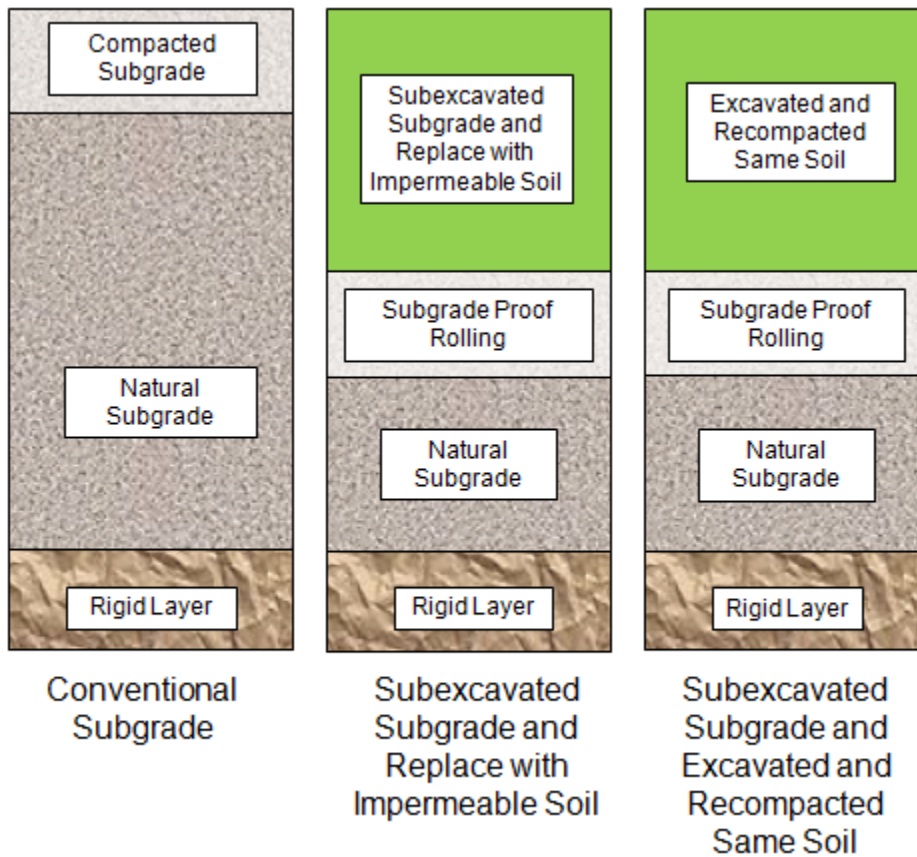 Compacted
Subgrade
Natural
Subgrade
Rigid Layer
Conventional
Subgrade
Subexcavated
Subgrade and
Replace with
Impermeable Soil
Subgrade Proof
Rolling
Natural
Subgrade
Rigid Layer
Subexcavated
Subgrade and
Replace with
Impermeable Soil
Excavated and
Recompacted
Same Soil
Subgrade Proof
Rolling
Natural
Subgrade
Rigid Layer
Subexcavated
Subgrade and
Excavated and
Recompacted
Same Soil